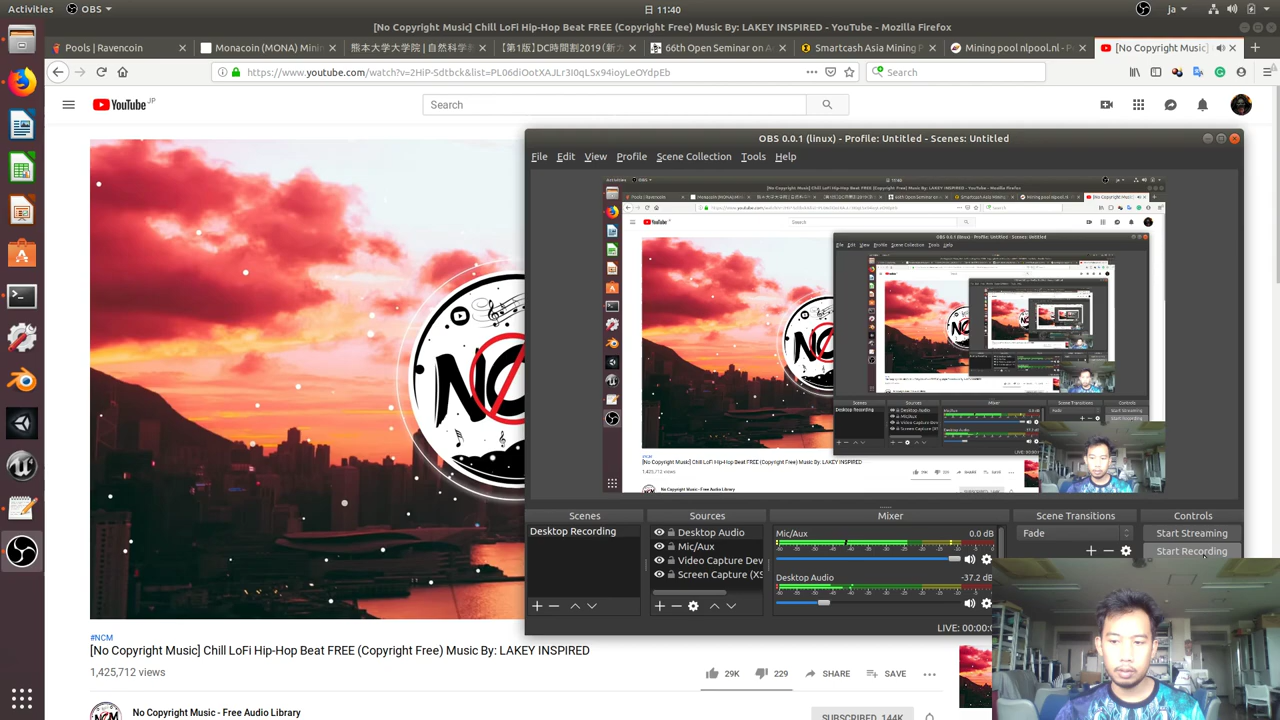 Activities
OBS
11:40
ja
[No Copyright Music] Chill LoFi Hip-Hop Beat FREE (Copyright Free) Music By: LAKEY INSPIRED - YouTube - Mozilla Firefox
Pools | Ravencoin
Monacoin (MONA) Mini
熊本大学大学院 | 自然科学教
【第1版】DC時間割2019（新
66th Open Seminar on A
Smartcash Asia Mining P
Mining pool nlpool.nl - P
[No Copyright Music]
https://www.youtube.com/watch?v=2HiP-Sdtbck&list=PL06diOotXAJLr3I0qLSx94ioyLeOYdpEb
Search
YouTube JP
Search
OBS 0.0.1 (linux) - Profile: Untitled - Scenes: Untitled
File Edit View Profile Scene Collection Tools Help
Scenes
Sources
Mixer
Scene Transitions
Controls
Desktop Recording
Desktop Audio
Mic/Aux
Video Capture Dev
Screen Capture (XS
Mic/Aux
0.0 dB
Desktop Audio
-37.2 dB
Fade
Start Streaming
Start Recording
LIVE: 00:00:0
#NCM
[No Copyright Music] Chill LoFi Hip-Hop Beat FREE (Copyright Free) Music By: LAKEY INSPIRED
1,425,712 views
29K
229
SHARE
SAVE
No Copyright Music - Free Audio Library
SUBSCRIBED 144K